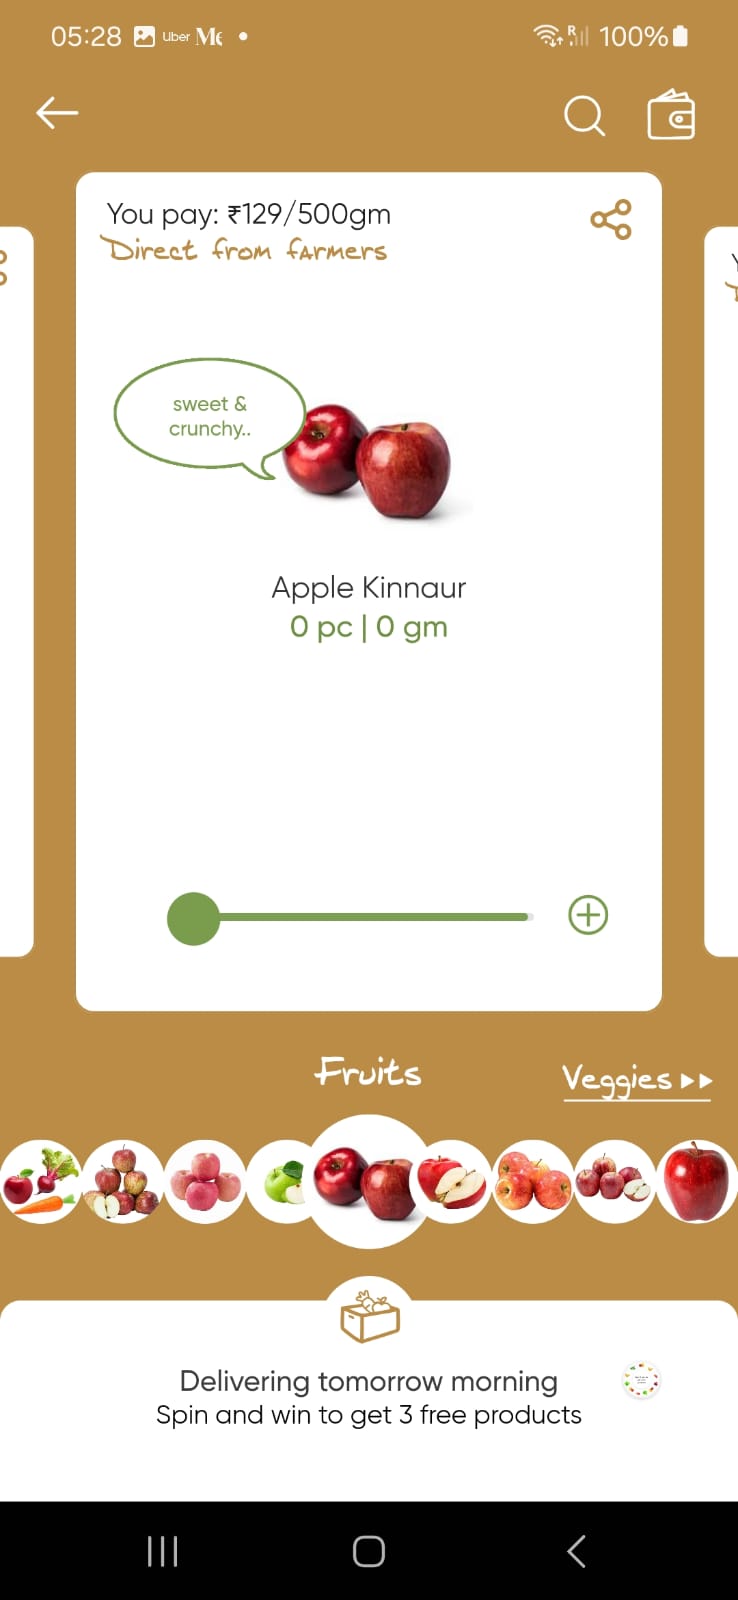 05:28 Uber Me
R 100%
You pay: ₹129/500gm
Direct from farmers
sweet &
crunchy..
Apple Kinnaur
0 pc | 0 gm
Fruits
Veggies
Delivering tomorrow morning
Spin and win to get 3 free products